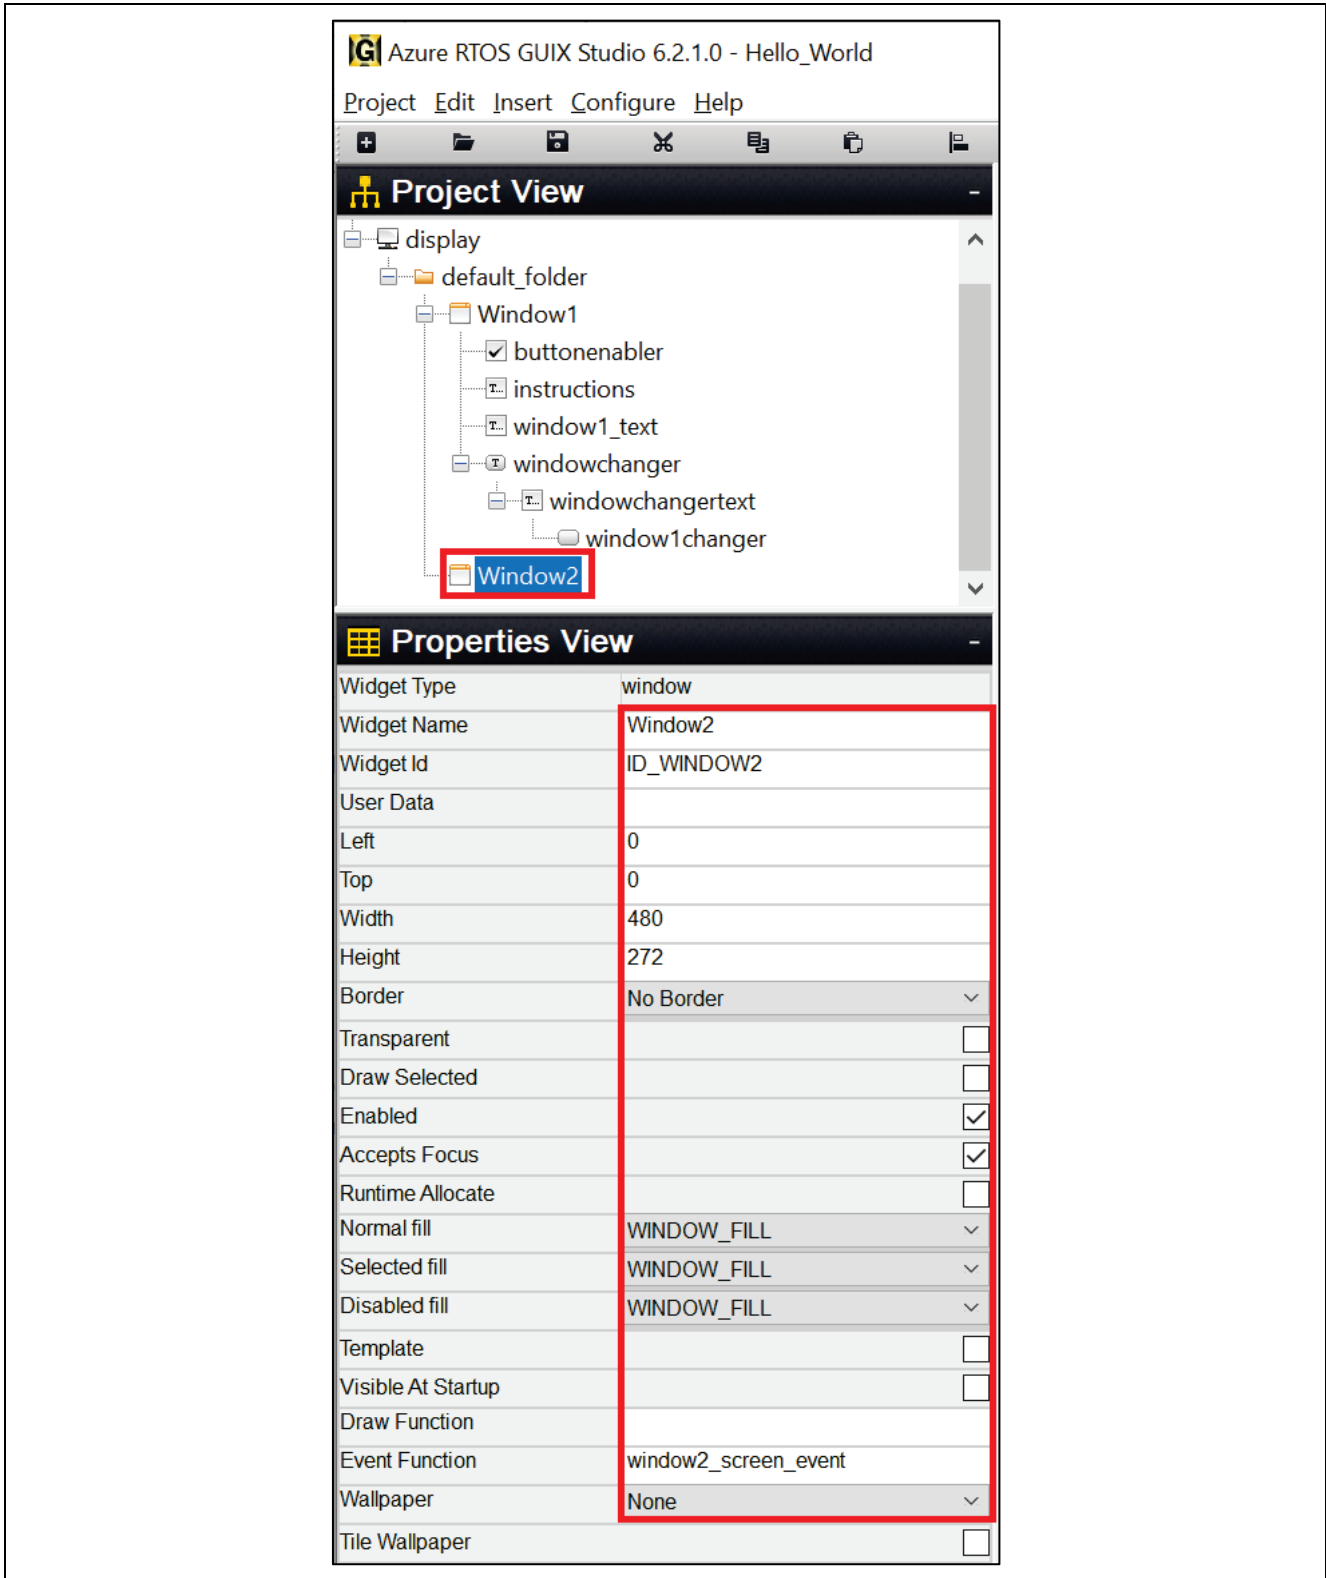 Azure RTOS GUIX Studio 6.2.1.0 - Hello_World
Project Edit Insert Configure Help
Project View
display
default_folder
Window1
buttonenabler
instructions
window1_text
windowchanger
windowchangertext
window1changer
Window2
Properties View
Widget Type window
Widget Name Window2
Widget Id ID_WINDOW2
User Data
Left 0
Top 0
Width 480
Height 272
Border No Border
Transparent
Draw Selected
Enabled
Accepts Focus
Runtime Allocate
Normal fill WINDOW_FILL
Selected fill WINDOW_FILL
Disabled fill WINDOW_FILL
Template
Visible At Startup
Draw Function
Event Function window2_screen_event
Wallpaper None
Tile Wallpaper